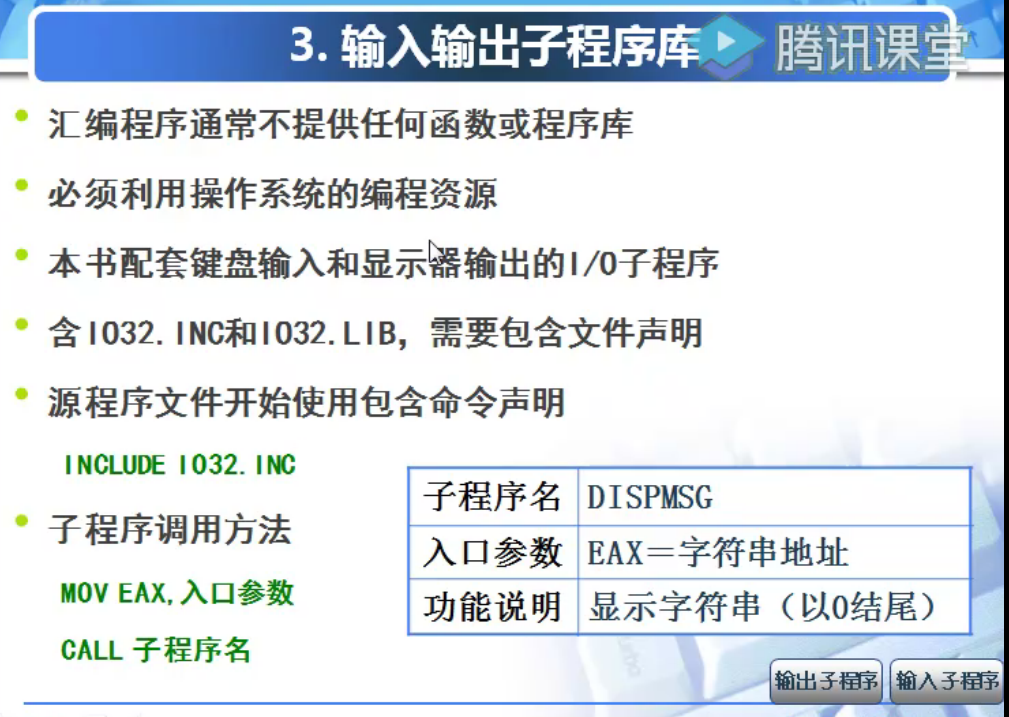 3. 输入输出子程序库
腾讯课堂
汇编程序通常不提供任何函数或程序库
必须利用操作系统的编程资源
本书配套键盘输入和显示器输出的I/O子程序
含IO32.INC和IO32.LIB，需要包含文件声明
源程序文件开始使用包含命令声明
INCLUDE IO32.INC
子程序调用方法
MOV EAX,入口参数
CALL 子程序名
子程序名 DISPMSG
入口参数 EAX＝字符串地址
功能说明 显示字符串（以0结尾）
输出子程序 输入子程序